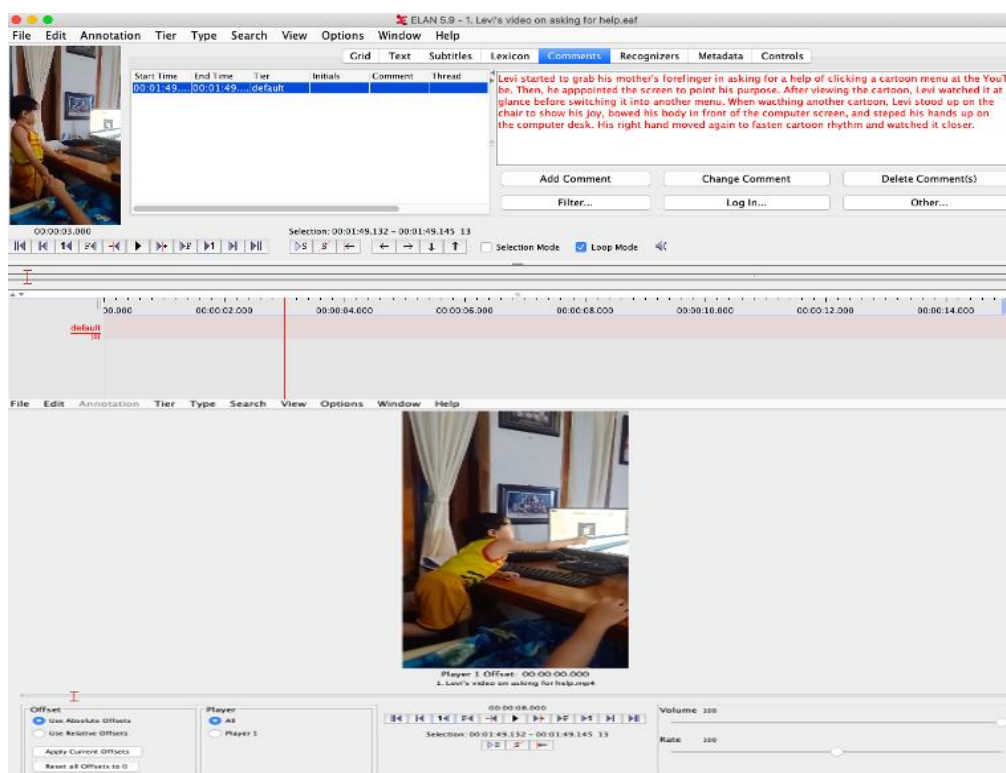 ELAN 5.9 - 1. Levi's video on asking for help.eaf
File Edit Annotation Tier Type Search View Options Window Help
Grid Text Subtitles Lexicon Comments Recognizers Metadata Controls
Start Time End Time Tier Initials Comment Thread
00:01:49.... 00:01:49.... default
Levi started to grab his mother's forefinger in asking for a help of clicking a cartoon menu at the YouT
be. Then, he apppointed the screen to point his purpose. After viewing the cartoon, Levi watched it at
glance before switching it into another menu. When wacthing another cartoon, Levi stood up on the
chair to show his joy, bowed his body in front of the computer screen, and steped his hands up on
the computer desk. His right hand moved again to fasten cartoon rhythm and watched it closer.
Add Comment Change Comment Delete Comment(s)
Filter... Log In... Other...
00:00:03.000
Selection: 00:01:49.132 - 00:01:49.145 13
Selection Mode Loop Mode
00.000 00:00:02.000 00:00:04.000 00:00:06.000 00:00:08.000 00:00:10.000 00:00:12.000 00:00:14.000
default
[0]
File Edit Annotation Tier Type Search View Options Window Help
Player 1 Offset: 00:00:00.000
1. Levi's video on asking for help.mp4
Offset
Use Absolute Offsets
Use Relative Offsets
Apply Current Offsets
Reset all Offsets to 0
Player
All
Player 1
00:00:08.000
Selection: 00:01:49.132 - 00:01:49.145 13
Volume 100
Rate 100